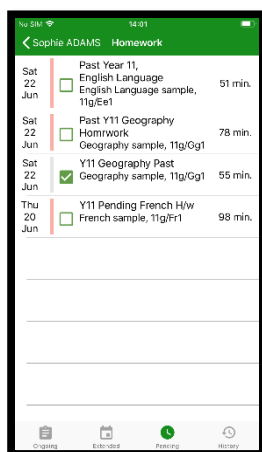 No SIM 14:01
Sophie ADAMS Homework
Sat
22
Jun
Past Year 11,
English Language
English Language sample,
11g/Ee1
51 min.
Sat
22
Jun
Past Y11 Geography
Homrwork
Geography sample, 11g/Gg1
78 min.
Sat
22
Jun
Y11 Geography Past
Geography sample, 11g/Gg1
55 min.
Thu
20
Jun
Y11 Pending French H/w
French sample, 11g/Fr1
98 min.
Ongoing Extended Pending History